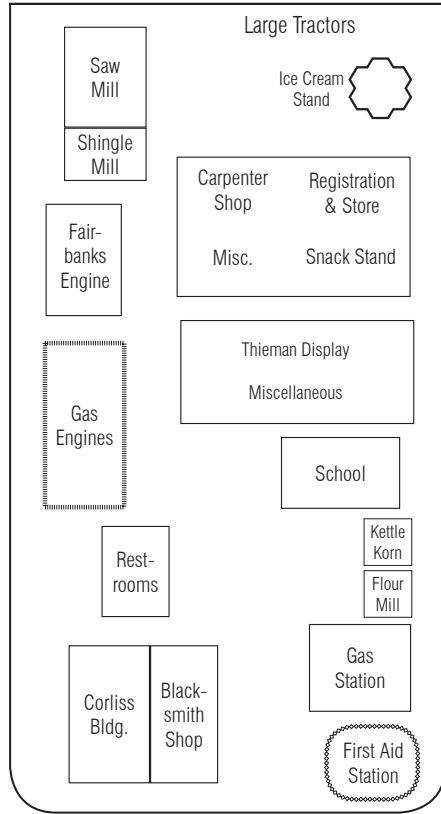 Large Tractors
Saw
Mill
Ice Cream
Stand
Shingle
Mill
Carpenter
Shop
Registration
& Store
Misc.
Snack Stand
Fair-
banks
Engine
Thieman Display
Miscellaneous
Gas
Engines
School
Kettle
Korn
Rest-
rooms
Flour
Mill
Gas
Station
Corliss
Bldg.
Black-
smith
Shop
First Aid
Station